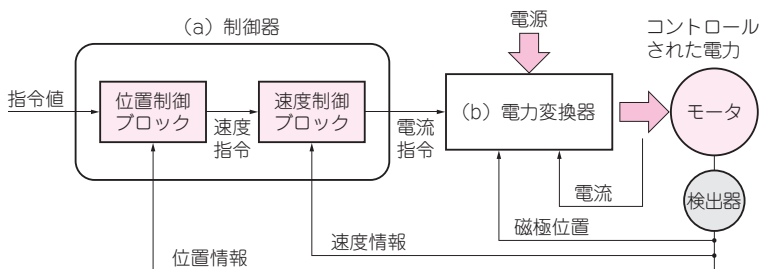 (a) 制御器
電源
コントロール
された電力
指令値
位置制御
ブロック
速度
指令
速度制御
ブロック
電流
指令
(b) 電力変換器
モータ
電流
検出器
磁極位置
速度情報
位置情報